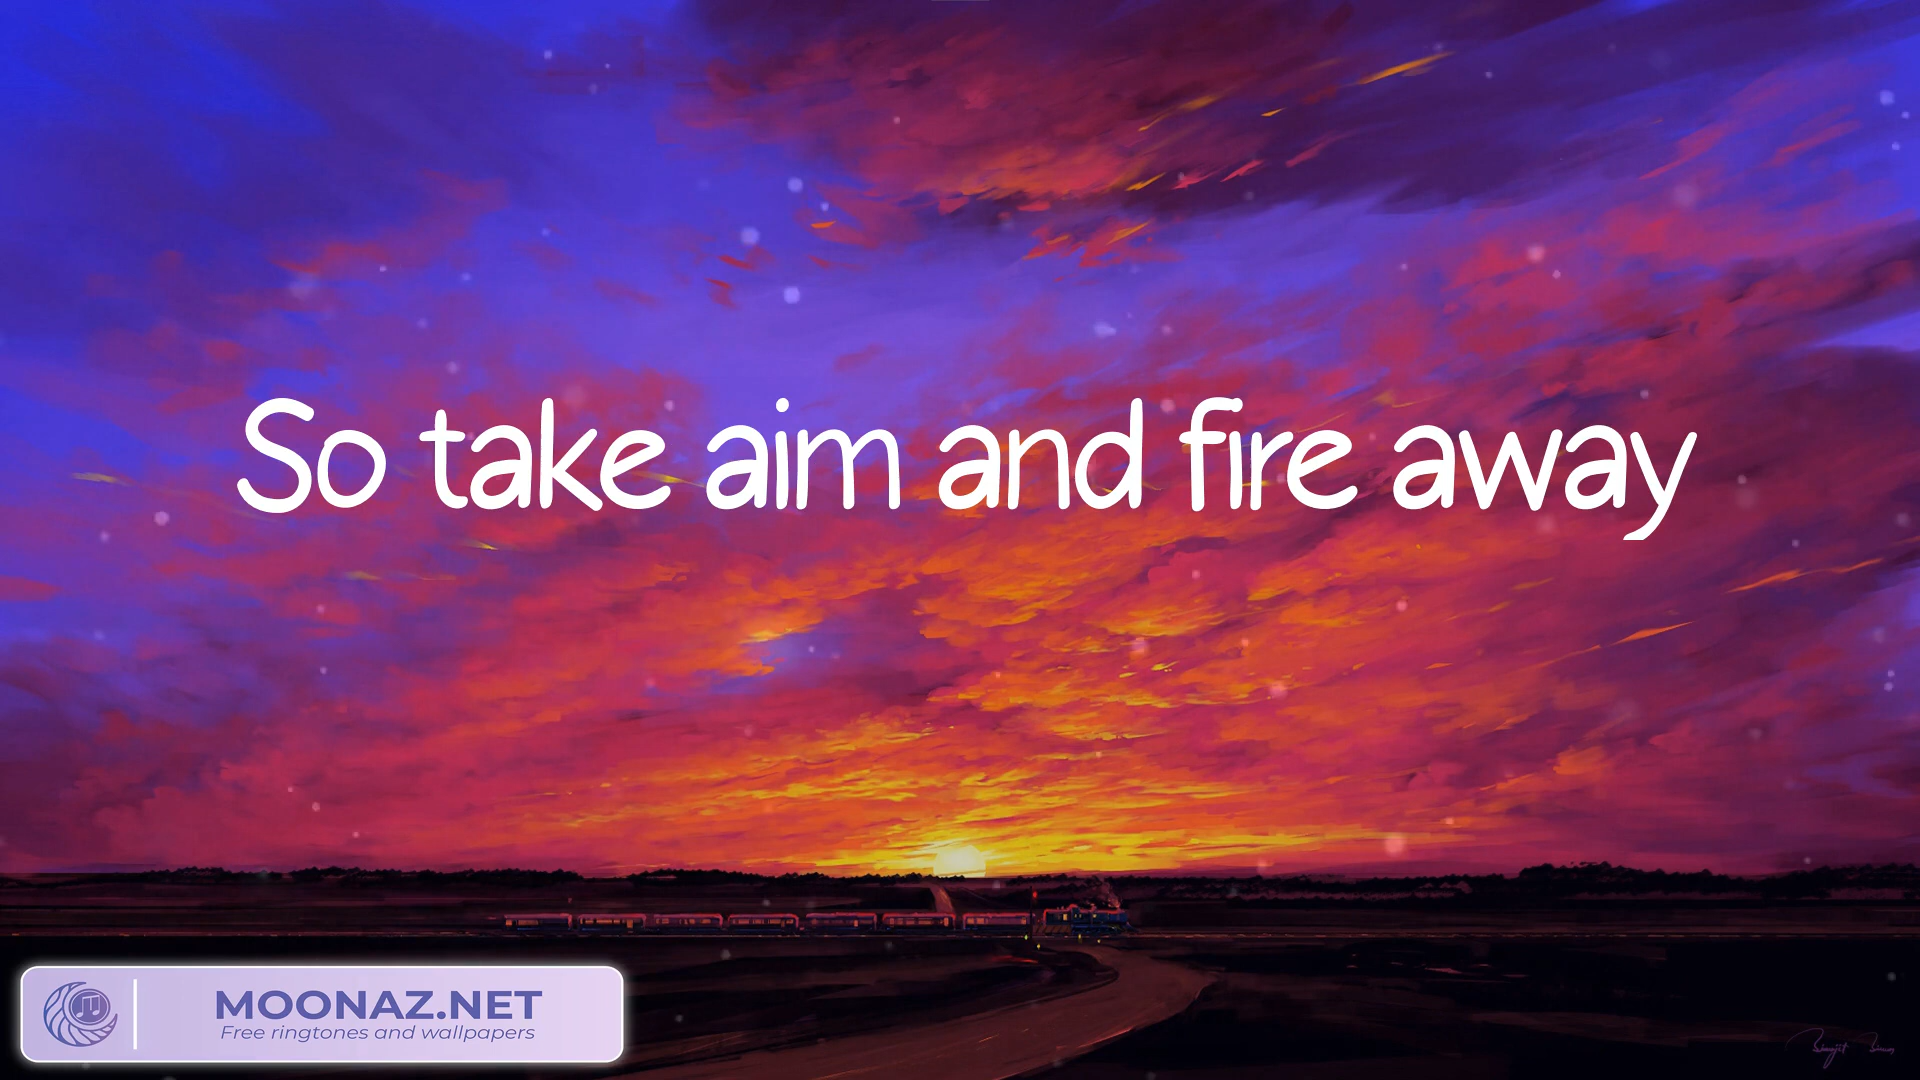 So take aim and fire away
MOONAZ.NET
Free ringtones and wallpapers